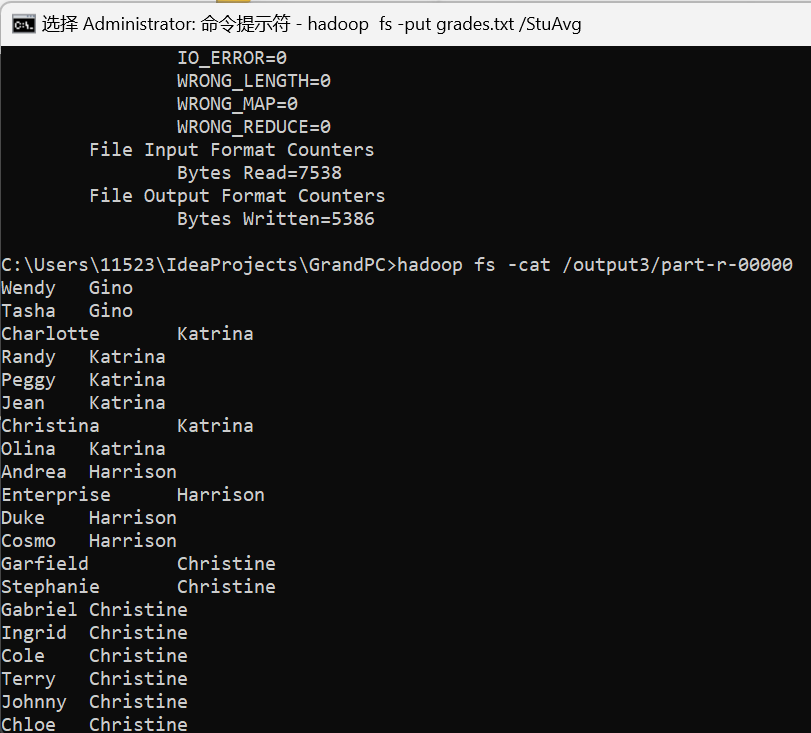 选择 Administrator: 命令提示符 - hadoop  fs -put grades.txt /StuAvg
IO_ERROR=0
WRONG_LENGTH=0
WRONG_MAP=0
WRONG_REDUCE=0
File Input Format Counters
Bytes Read=7538
File Output Format Counters
Bytes Written=5386
C:\Users\11523\IdeaProjects\GrandPC>hadoop fs -cat /output3/part-r-00000
Wendy   Gino
Tasha   Gino
Charlotte       Katrina
Randy   Katrina
Peggy   Katrina
Jean    Katrina
Christina       Katrina
Olina   Katrina
Andrea  Harrison
Enterprise      Harrison
Duke    Harrison
Cosmo   Harrison
Garfield        Christine
Stephanie       Christine
Gabriel Christine
Ingrid  Christine
Cole    Christine
Terry   Christine
Johnny  Christine
Chloe   Christine